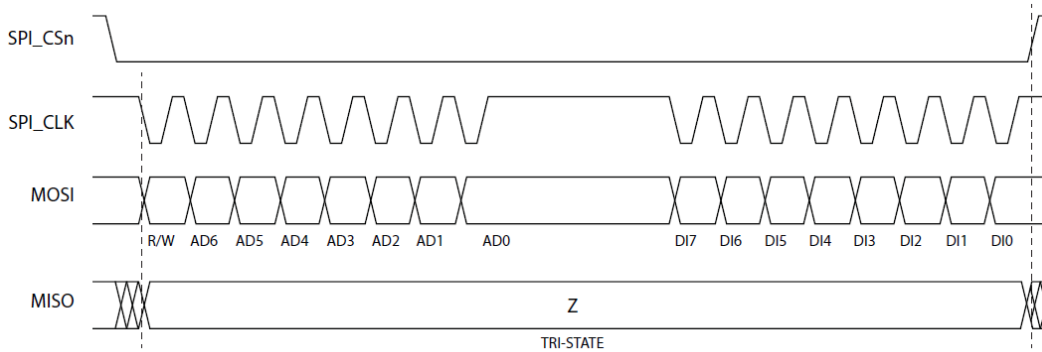 SPI_CSn
SPI_CLK
MOSI
R/W AD6 AD5 AD4 AD3 AD2 AD1 AD0 DI7 DI6 DI5 DI4 DI3 DI2 DI1 DI0
MISO Z
TRI-STATE